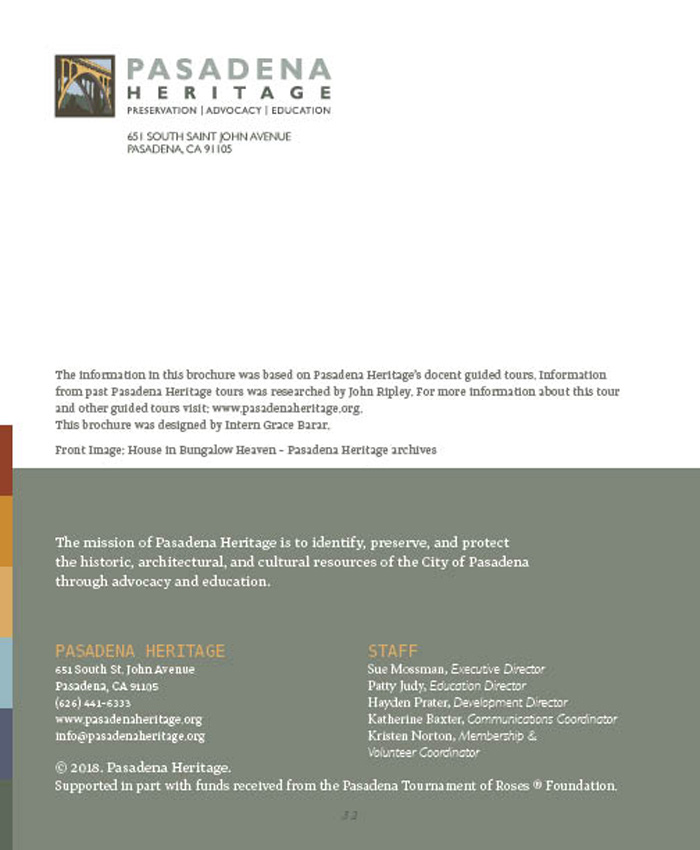 PASADENA
HERITAGE
PRESERVATION | ADVOCACY | EDUCATION
651 SOUTH SAINT JOHN AVENUE
PASADENA, CA 91105
The information in this brochure was based on Pasadena Heritage's docent guided tours. Information
from past Pasadena Heritage tours was researched by John Ripley. For more information about this tour
and other guided tours visit: www.pasadenaheritage.org.
This brochure was designed by Intern Grace Barar.
Front Image: House in Bungalow Heaven - Pasadena Heritage archives
The mission of Pasadena Heritage is to identify, preserve, and protect
the historic, architectural, and cultural resources of the City of Pasadena
through advocacy and education.
PASADENA HERITAGE
651 South St. John Avenue
Pasadena, CA 91105
(626) 441-6333
www.pasadenaheritage.org
info@pasadenaheritage.org
STAFF
Sue Mossman, Executive Director
Patty Judy, Education Director
Hayden Prater, Development Director
Katherine Baxter, Communications Coordinator
Kristen Norton, Membership &
Volunteer Coordinator
© 2018. Pasadena Heritage.
Supported in part with funds received from the Pasadena Tournament of Roses ® Foundation.